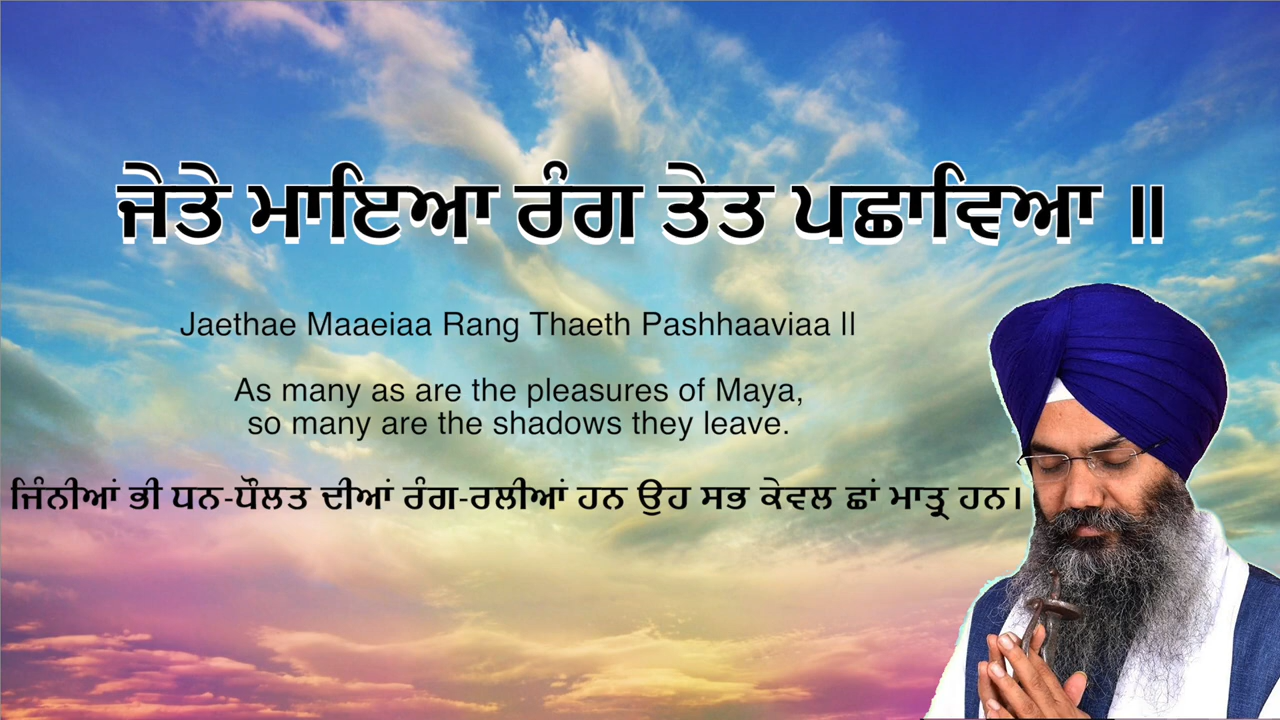 ਜੇਤੇ ਮਾਇਆ ਰੰਗ ਤੇਤ ਪਛਾਵਿਆ ॥
Jaethae Maaeiaa Rang Thaeth Pashhaaviaa ll
As many as are the pleasures of Maya,
so many are the shadows they leave.
ਜਿੰਨੀਆਂ ਭੀ ਧਨ-ਧੌਲਤ ਦੀਆਂ ਰੰਗ-ਰਲੀਆਂ ਹਨ ਉਹ ਸਭ ਕੇਵਲ ਛਾਂ ਮਾਤ੍ਰ ਹਨ।